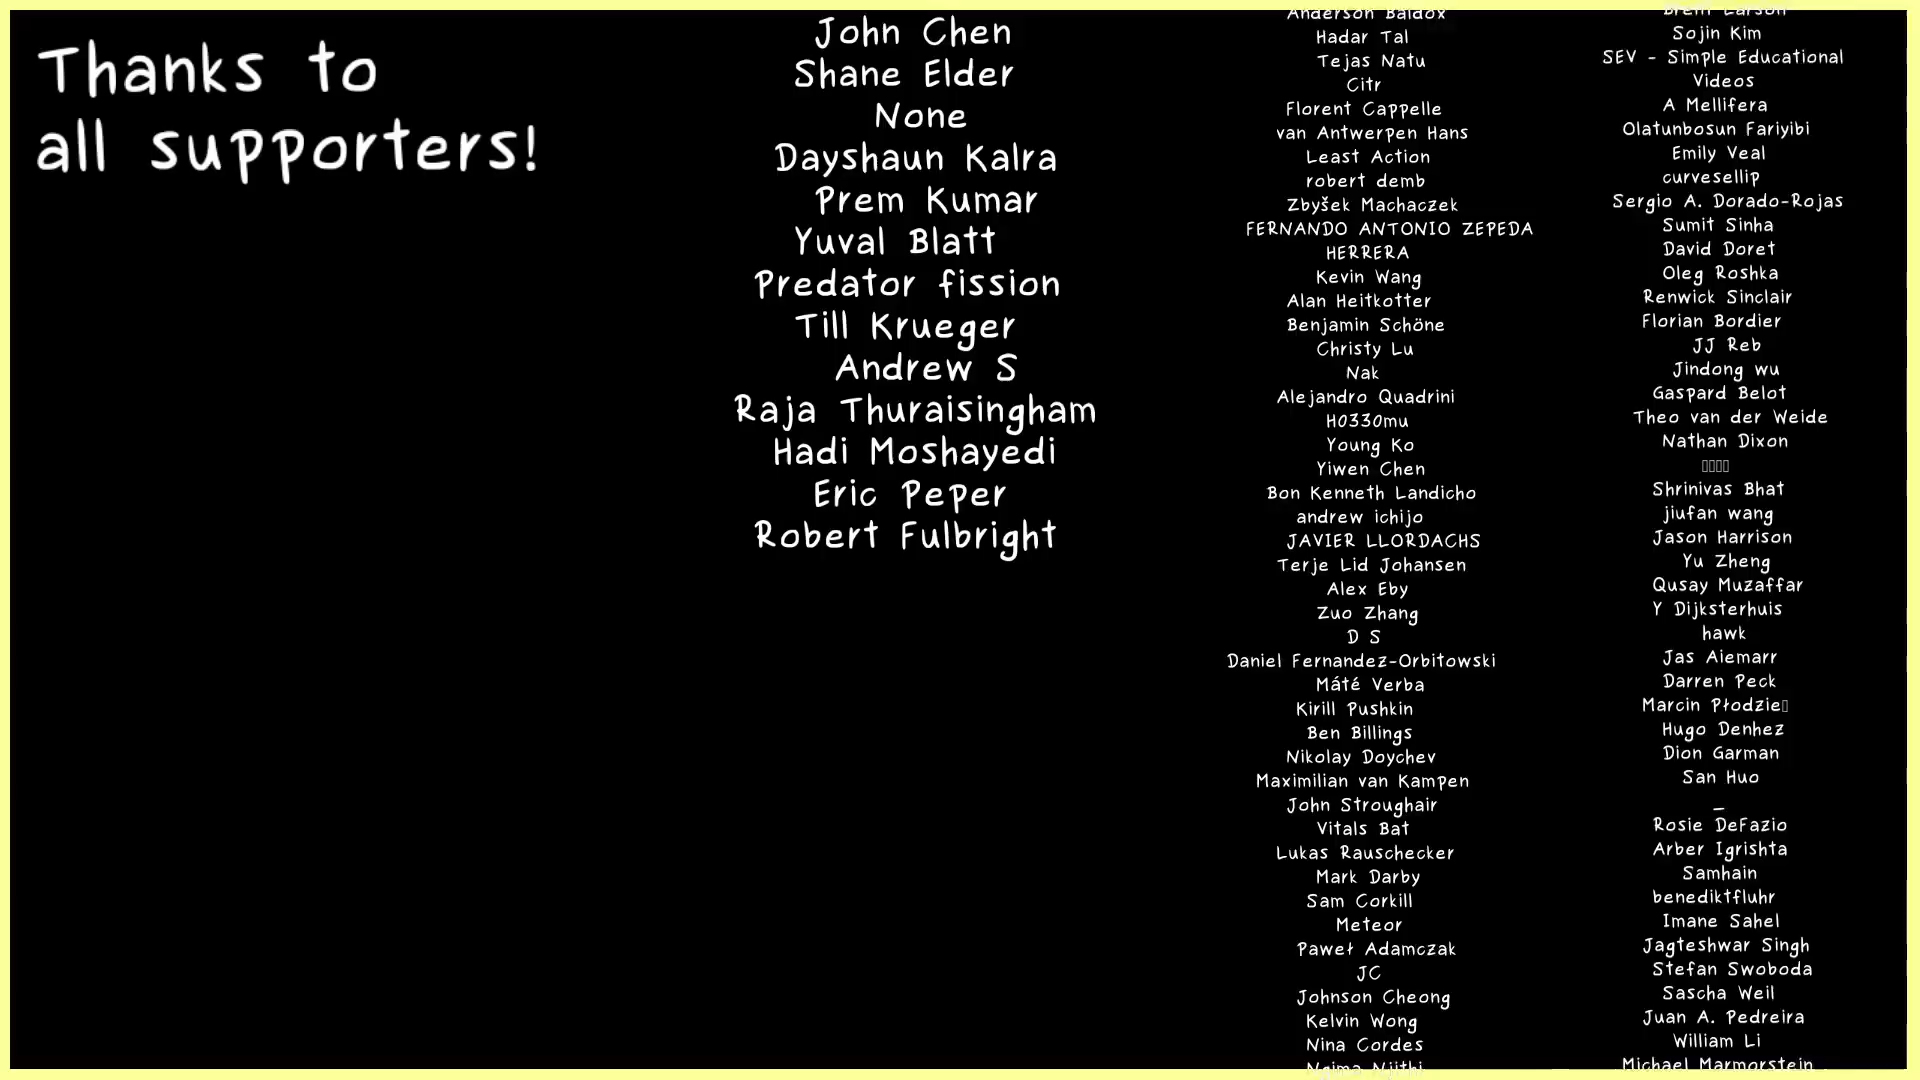 Thanks to
all supporters!
John Chen
Shane Elder
None
Dayshaun Kalra
Prem Kumar
Yuval Blatt
Predator fission
Till Krueger
Andrew S
Raja Thuraisingham
Hadi Moshayedi
Eric Peper
Robert Fulbright
Anderson Baldox
Hadar Tal
Tejas Natu
Citr
Florent Cappelle
van Antwerpen Hans
Least Action
robert demb
Zbyšek Machaczek
FERNANDO ANTONIO ZEPEDA
HERRERA
Kevin Wang
Alan Heitkotter
Benjamin Schöne
Christy Lu
Nak
Alejandro Quadrini
H0330mu
Young Ko
Yiwen Chen
Bon Kenneth Landicho
andrew ichijo
JAVIER LLORDACHS
Terje Lid Johansen
Alex Eby
Zuo Zhang
D S
Daniel Fernandez-Orbitowski
Máté Verba
Kirill Pushkin
Ben Billings
Nikolay Doychev
Maximilian van Kampen
John Stroughair
Vitals Bat
Lukas Rauschecker
Mark Darby
Sam Corkill
Meteor
Paweł Adamczak
JC
Johnson Cheong
Kelvin Wong
Nina Cordes
Sojin Kim
SEV - Simple Educational
Videos
A Mellifera
Olatunbosun Fariyibi
Emily Veal
curvesellip
Sergio A. Dorado-Rojas
Sumit Sinha
David Doret
Oleg Roshka
Renwick Sinclair
Florian Bordier
JJ Reb
Jindong wu
Gaspard Belot
Theo van der Weide
Nathan Dixon
Shrinivas Bhat
jiufan wang
Jason Harrison
Yu Zheng
Qusay Muzaffar
Y Dijksterhuis
hawk
Jas Aiemarr
Darren Peck
Marcin
Hugo Denhez
Dion Garman
San Huo
_
Rosie DeFazio
Arber Igrishta
Samhain
benediktfluhr
Imane Sahel
Jagteshwar Singh
Stefan Swoboda
Sascha Weil
Juan A. Pedreira
William Li
Michael Marmorstein